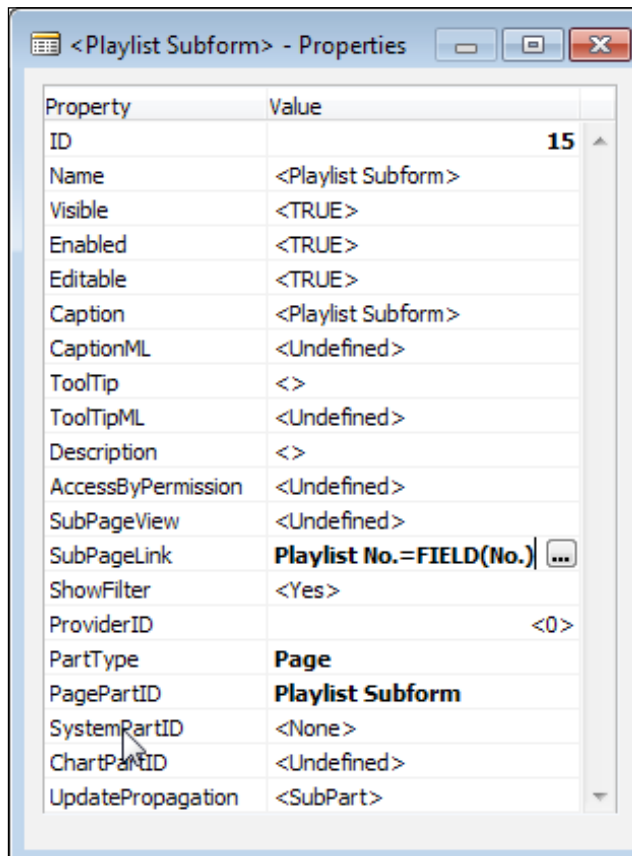 <Playlist Subform> - Properties
Property Value
ID 15
Name <Playlist Subform>
Visible <TRUE>
Enabled <TRUE>
Editable <TRUE>
Caption <Playlist Subform>
CaptionML <Undefined>
ToolTip <>
ToolTipML <Undefined>
Description <>
AccessByPermission <Undefined>
SubPageView <Undefined>
SubPageLink Playlist No.=FIELD(No.) ...
ShowFilter <Yes>
ProviderID <0>
PartType Page
PagePartID Playlist Subform
SystemPartID <None>
ChartPartID <Undefined>
UpdatePropagation <SubPart>